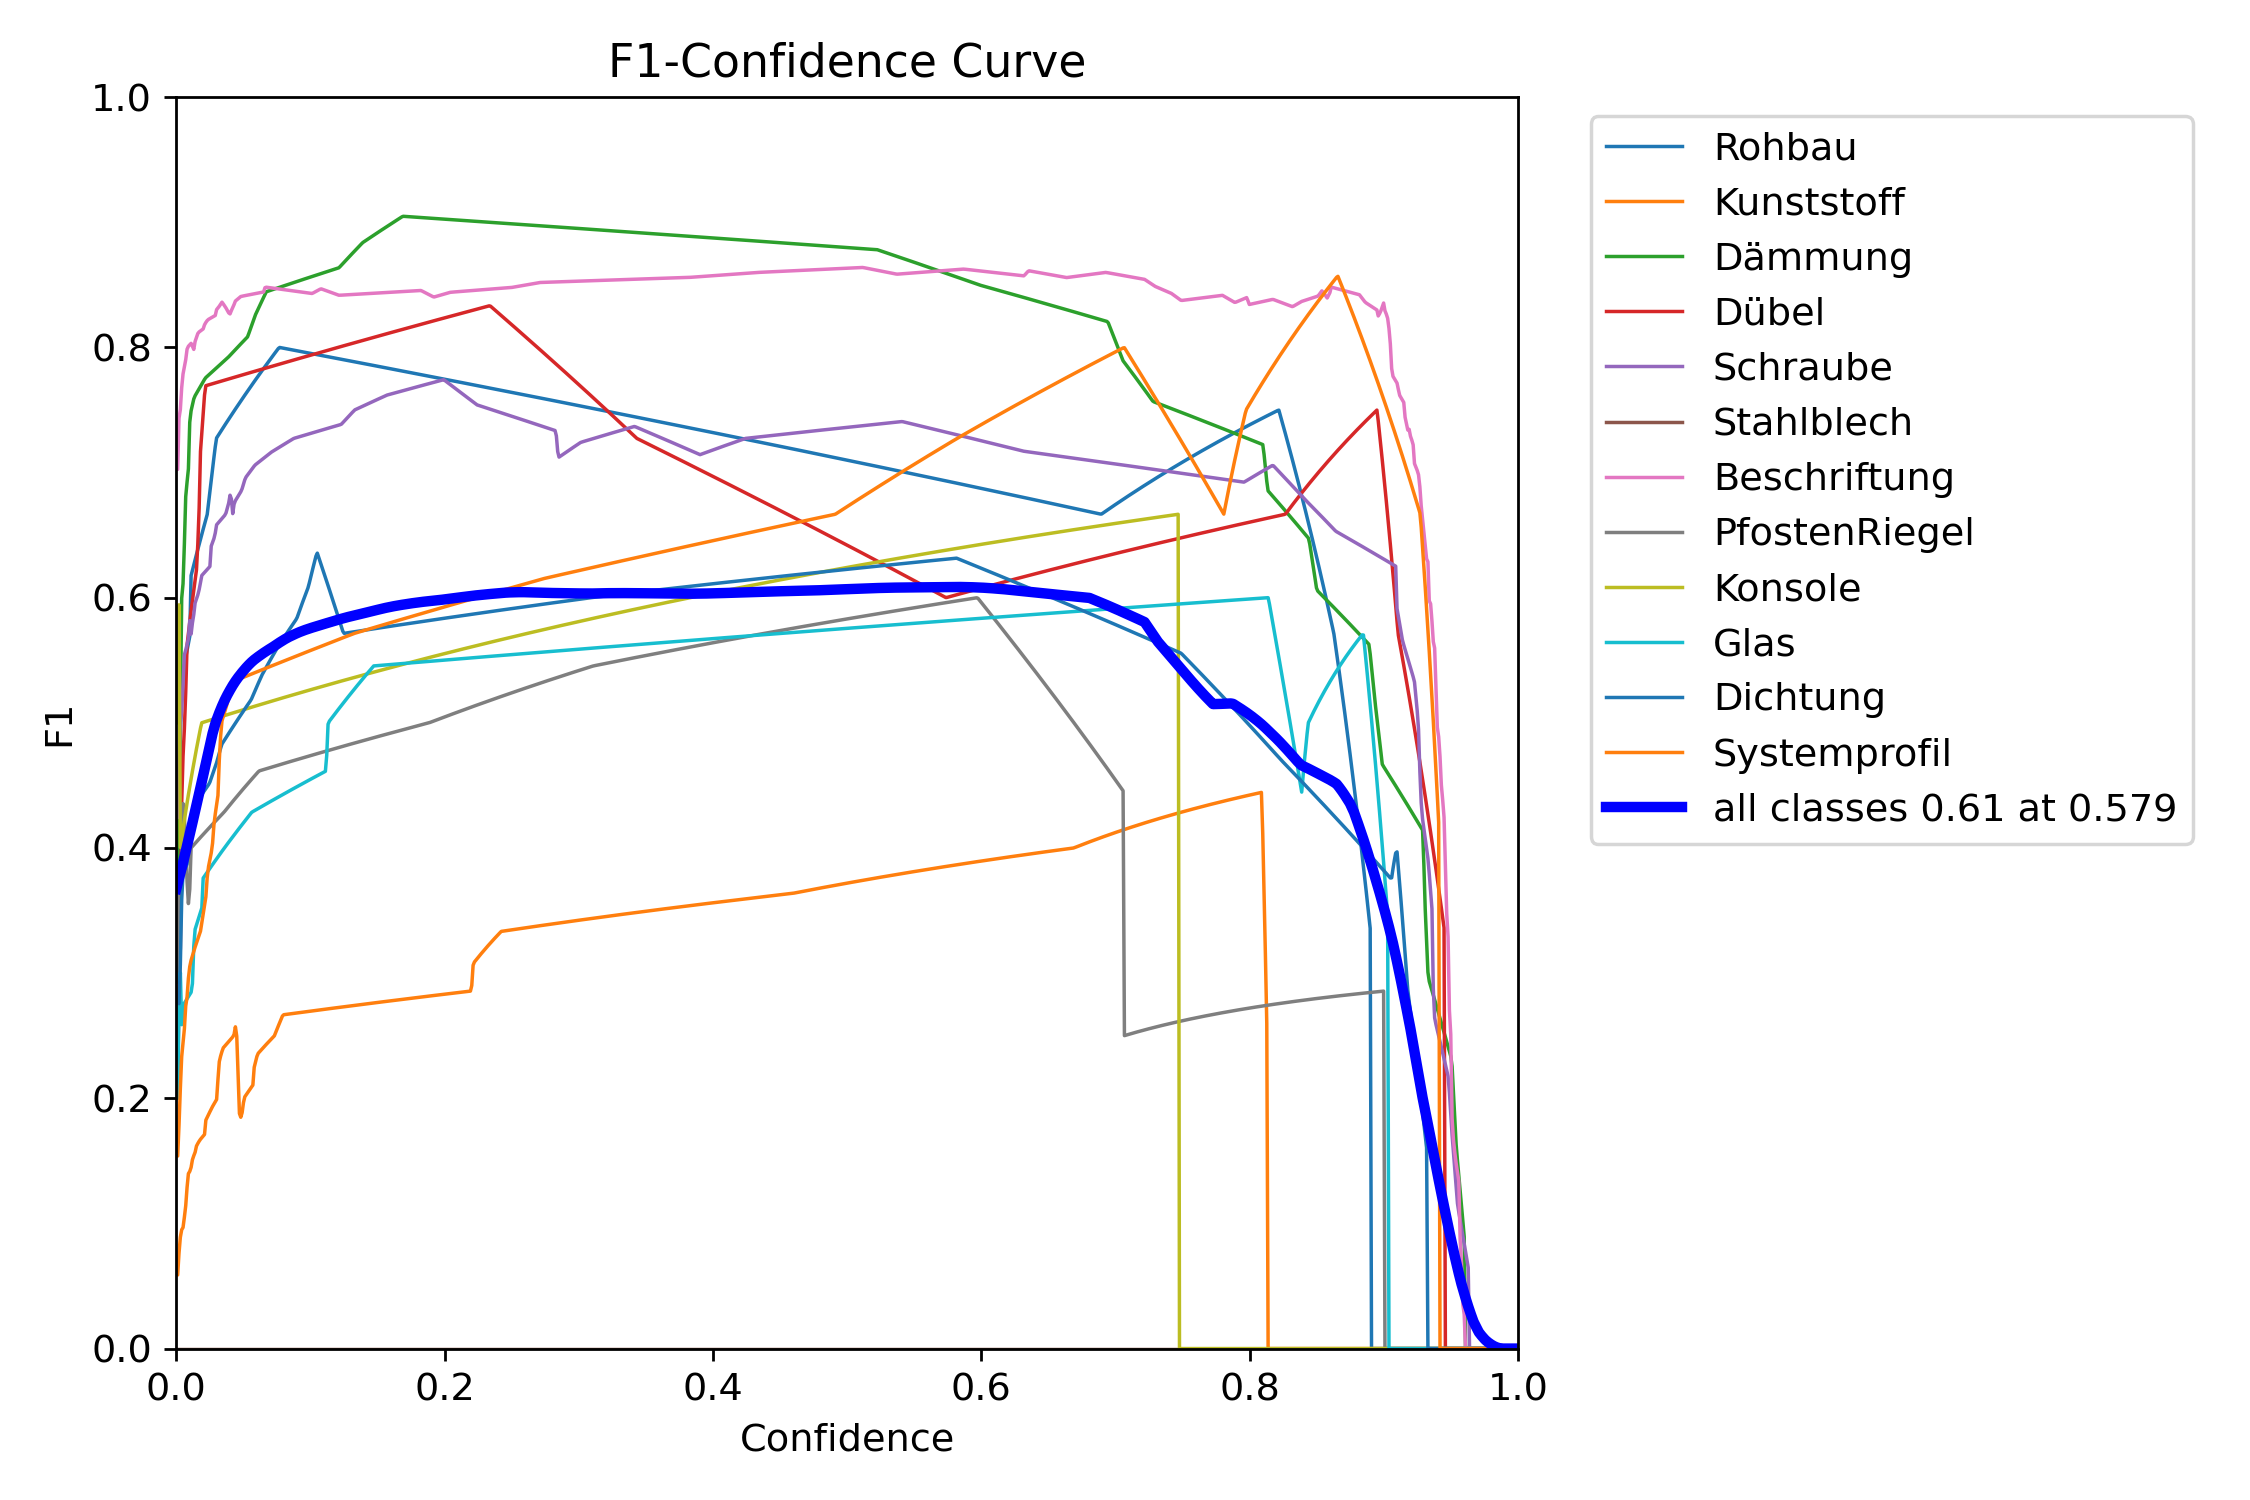 F1-Confidence Curve
1.0
0.8
0.6
0.4
0.2
0.0
F1
0.0 0.2 0.4 0.6 0.8 1.0
Confidence
Rohbau
Kunststoff
Dämmung
Dübel
Schraube
Stahlblech
Beschriftung
PfostenRiegel
Konsole
Glas
Dichtung
Systemprofil
all classes 0.61 at 0.579